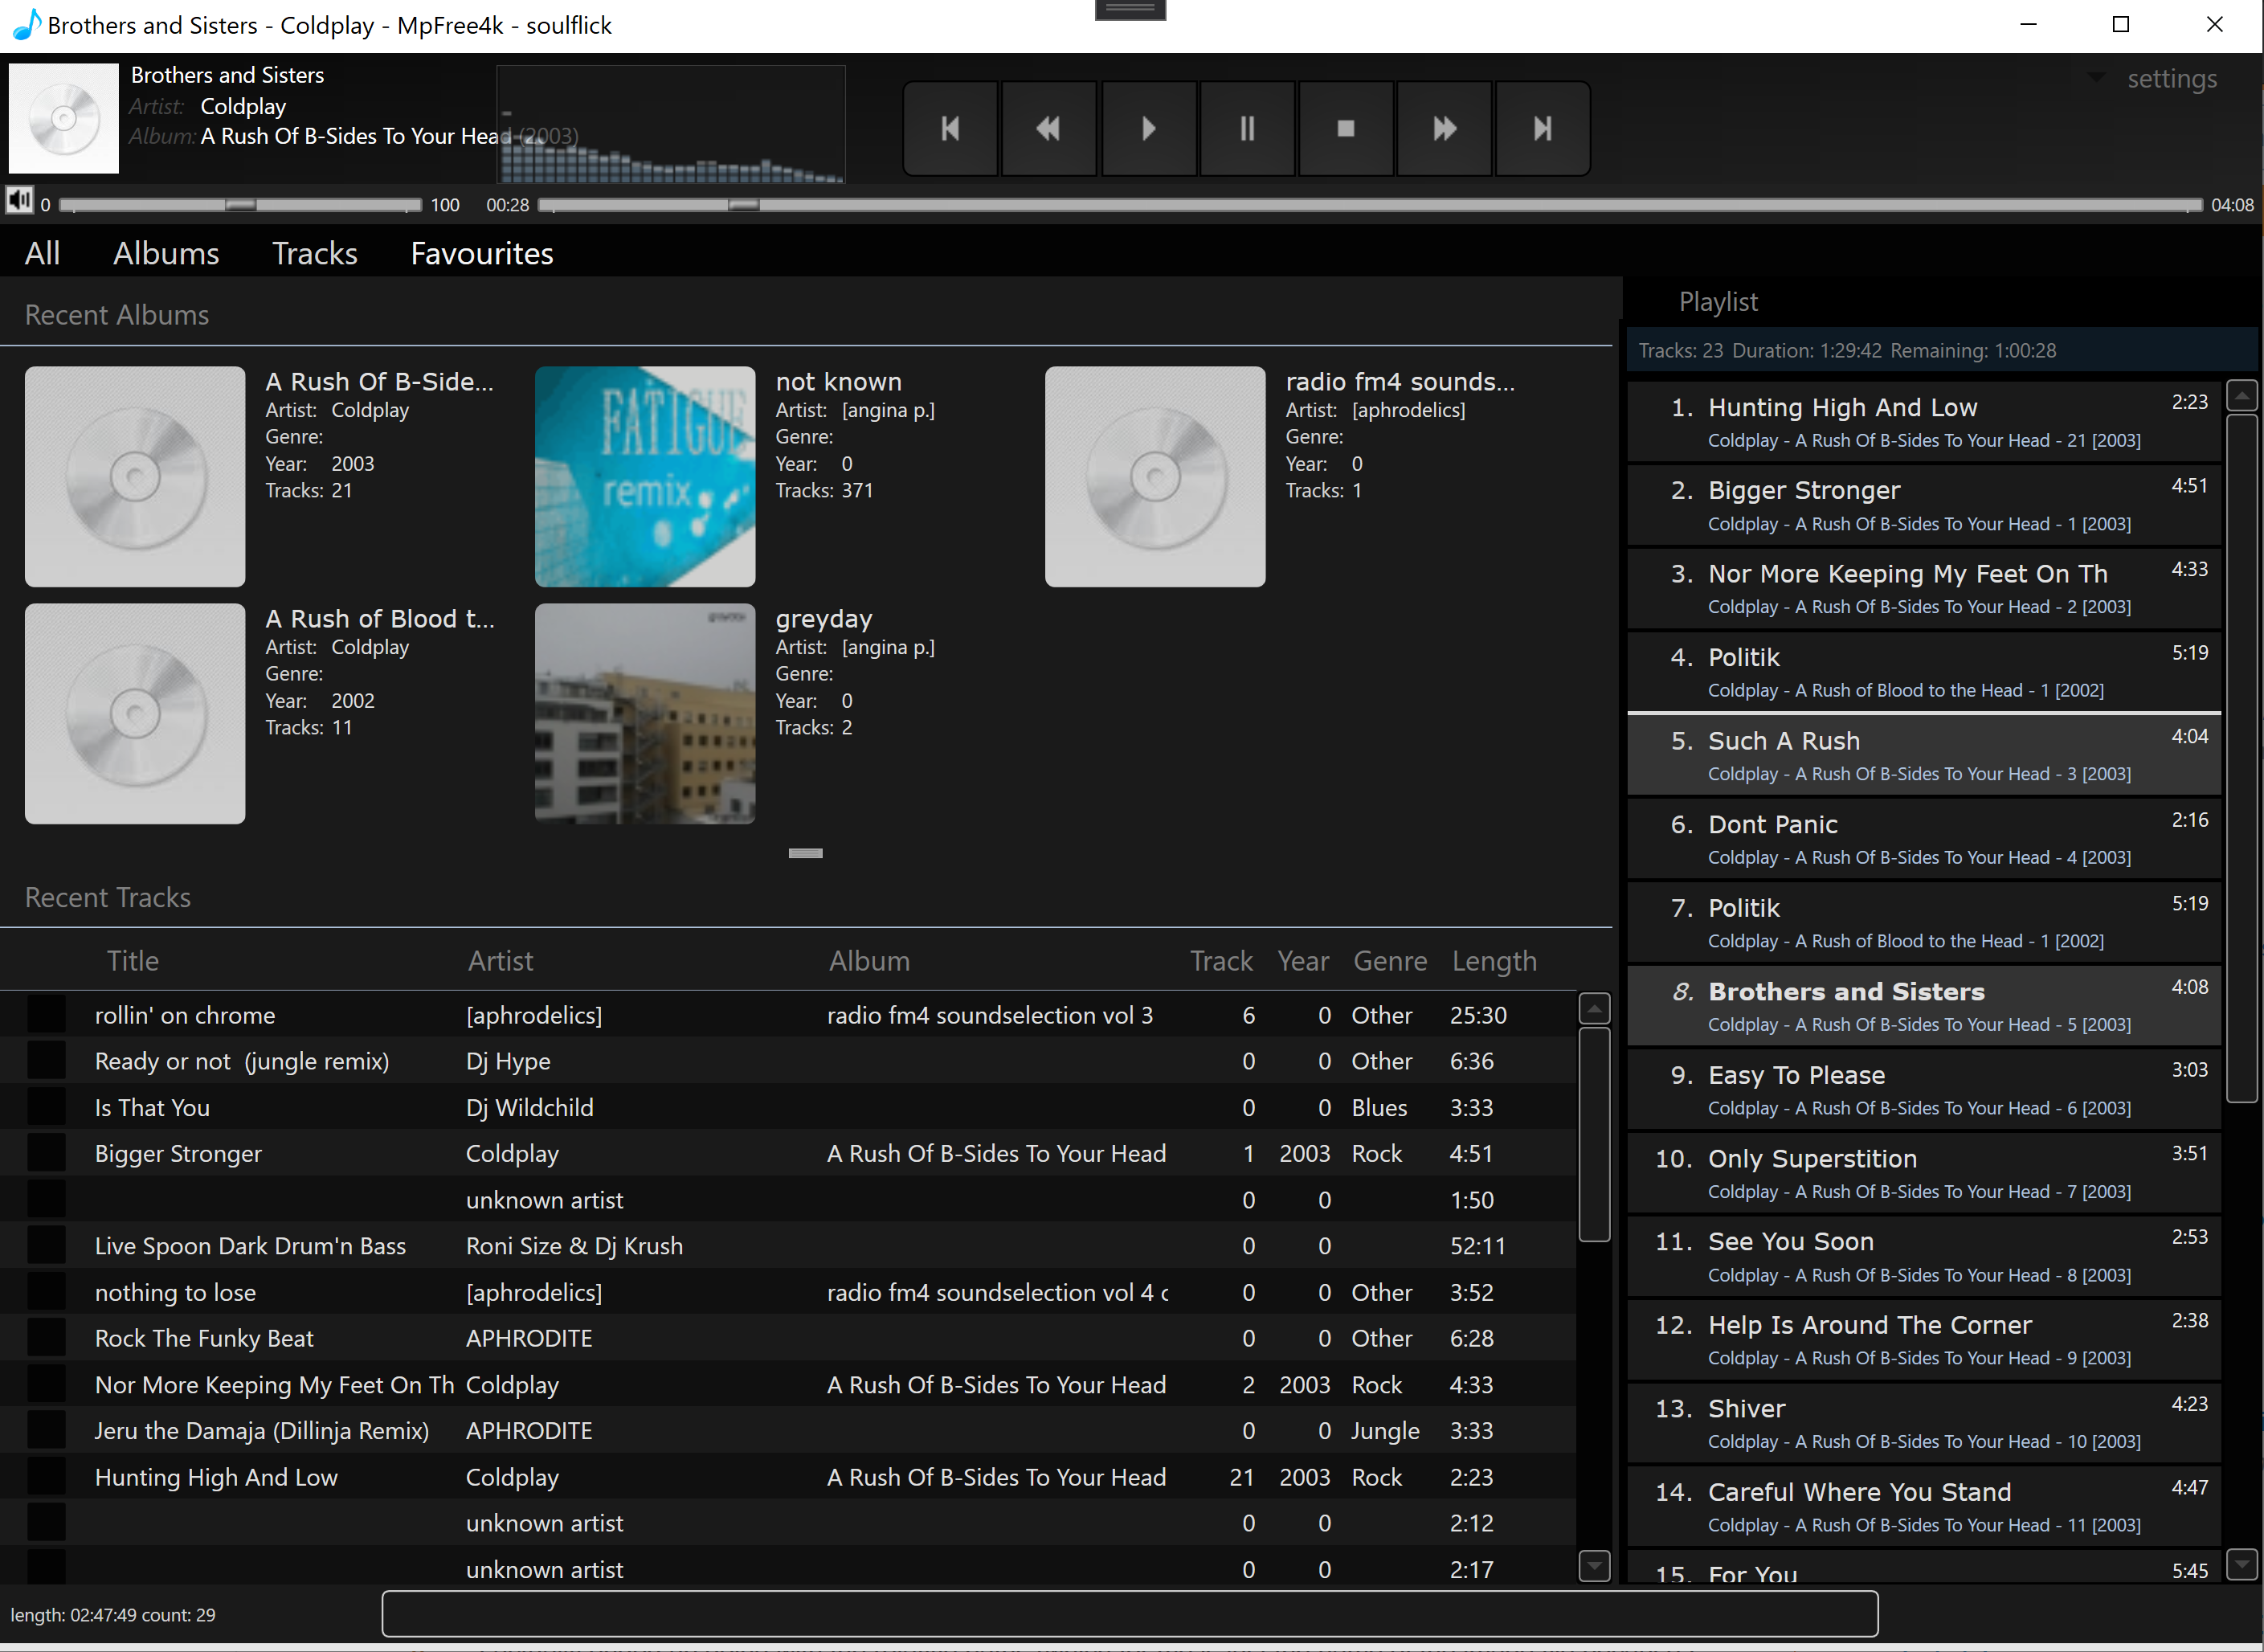 Brothers and Sisters - Coldplay - MpFree4k - soulflick
Brothers and Sisters
Artist: Coldplay
Album: A Rush Of B-Sides To Your Head (2003)
settings
0 100 00:28 04:08
All Albums Tracks Favourites
Recent Albums
A Rush Of B-Side...
Artist: Coldplay
Genre:
Year: 2003
Tracks: 21
FATIGUE
remix
not known
Artist: [angina p.]
Genre:
Year: 0
Tracks: 371
radio fm4 sounds...
Artist: [aphrodelics]
Genre:
Year: 0
Tracks: 1
A Rush of Blood t...
Artist: Coldplay
Genre:
Year: 2002
Tracks: 11
greyday
Artist: [angina p.]
Genre:
Year: 0
Tracks: 2
Recent Tracks
Title Artist Album Track Year Genre Length
rollin' on chrome [aphrodelics] radio fm4 soundselection vol 3 6 0 Other 25:30
Ready or not (jungle remix) Dj Hype 0 0 Other 6:36
Is That You Dj Wildchild 0 0 Blues 3:33
Bigger Stronger Coldplay A Rush Of B-Sides To Your Head 1 2003 Rock 4:51
unknown artist 0 0 1:50
Live Spoon Dark Drum'n Bass Roni Size & Dj Krush 0 0 52:11
nothing to lose [aphrodelics] radio fm4 soundselection vol 4 c 0 0 Other 3:52
Rock The Funky Beat APHRODITE 0 0 Other 6:28
Nor More Keeping My Feet On Th Coldplay A Rush Of B-Sides To Your Head 2 2003 Rock 4:33
Jeru the Damaja (Dillinja Remix) APHRODITE 0 0 Jungle 3:33
Hunting High And Low Coldplay A Rush Of B-Sides To Your Head 21 2003 Rock 2:23
unknown artist 0 0 2:12
unknown artist 0 0 2:17
length: 02:47:49 count: 29
Playlist
Tracks: 23 Duration: 1:29:42 Remaining: 1:00:28
1. Hunting High And Low 2:23
Coldplay - A Rush Of B-Sides To Your Head - 21 [2003]
2. Bigger Stronger 4:51
Coldplay - A Rush Of B-Sides To Your Head - 1 [2003]
3. Nor More Keeping My Feet On Th 4:33
Coldplay - A Rush Of B-Sides To Your Head - 2 [2003]
4. Politik 5:19
Coldplay - A Rush of Blood to the Head - 1 [2002]
5. Such A Rush 4:04
Coldplay - A Rush Of B-Sides To Your Head - 3 [2003]
6. Dont Panic 2:16
Coldplay - A Rush Of B-Sides To Your Head - 4 [2003]
7. Politik 5:19
Coldplay - A Rush of Blood to the Head - 1 [2002]
8. Brothers and Sisters 4:08
Coldplay - A Rush Of B-Sides To Your Head - 5 [2003]
9. Easy To Please 3:03
Coldplay - A Rush Of B-Sides To Your Head - 6 [2003]
10. Only Superstition 3:51
Coldplay - A Rush Of B-Sides To Your Head - 7 [2003]
11. See You Soon 2:53
Coldplay - A Rush Of B-Sides To Your Head - 8 [2003]
12. Help Is Around The Corner 2:38
Coldplay - A Rush Of B-Sides To Your Head - 9 [2003]
13. Shiver 4:23
Coldplay - A Rush Of B-Sides To Your Head - 10 [2003]
14. Careful Where You Stand 4:47
Coldplay - A Rush Of B-Sides To Your Head - 11 [2003]
15. For You 5:45